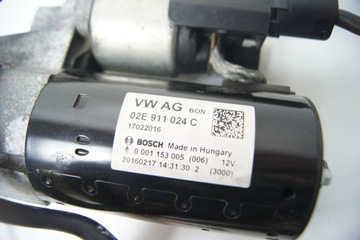 VW AG BON
02E 911 024 C
17022016
BOSCH Made in Hungary
0 001 153 005 (006) 12V
20160217 14:31:30 2 (3000)